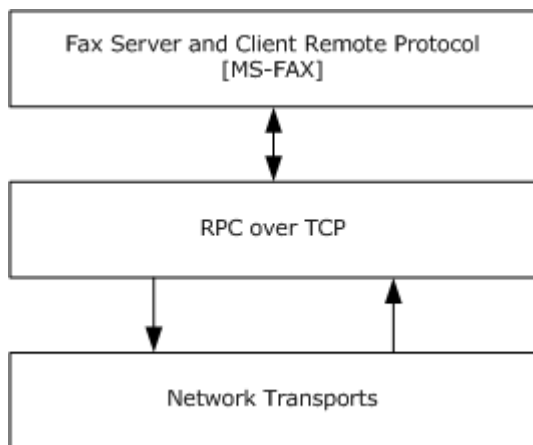 Fax Server and Client Remote Protocol
[MS-FAX]
RPC over TCP
Network Transports